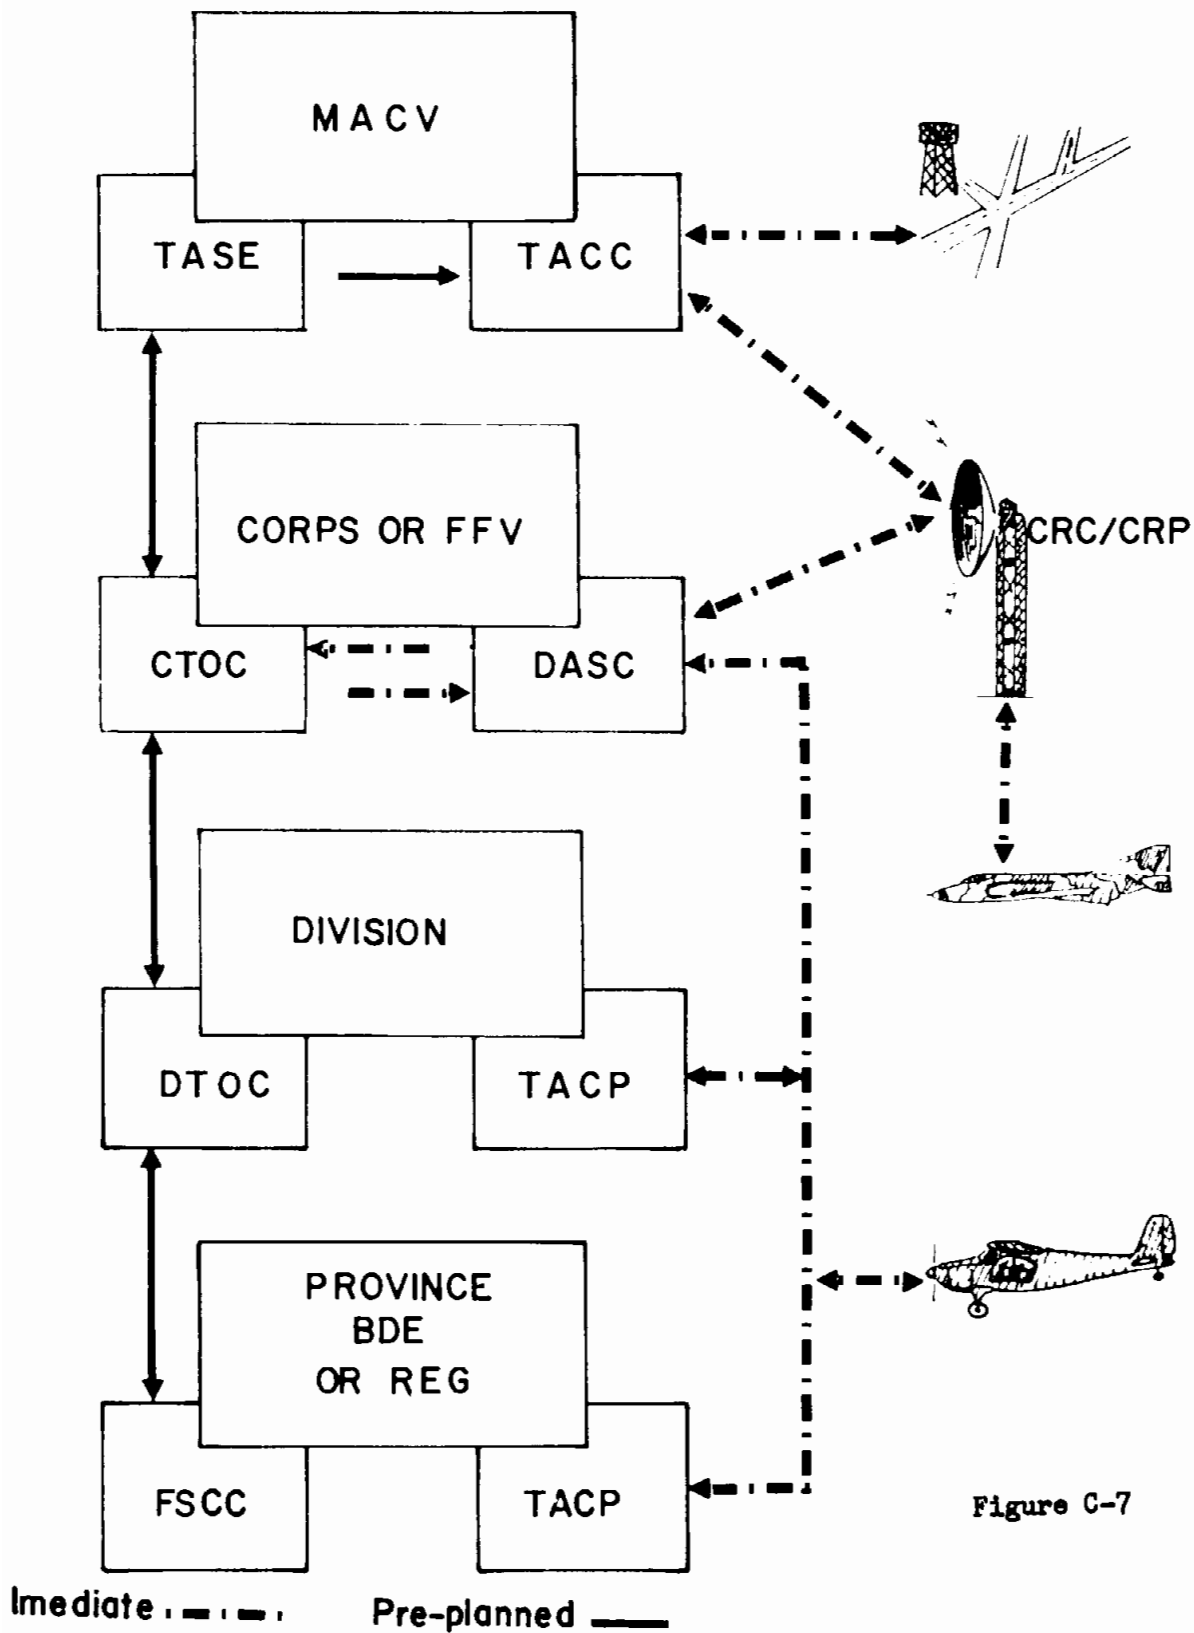 MACV
TASE
TACC
CORPS OR FFV
CRC/CRP
CTOC
DASC
DIVISION
DTOC
TACP
PROVINCE
BDE
OR REG
FSCC
TACP
Figure C-7
Imediate
Pre-planned